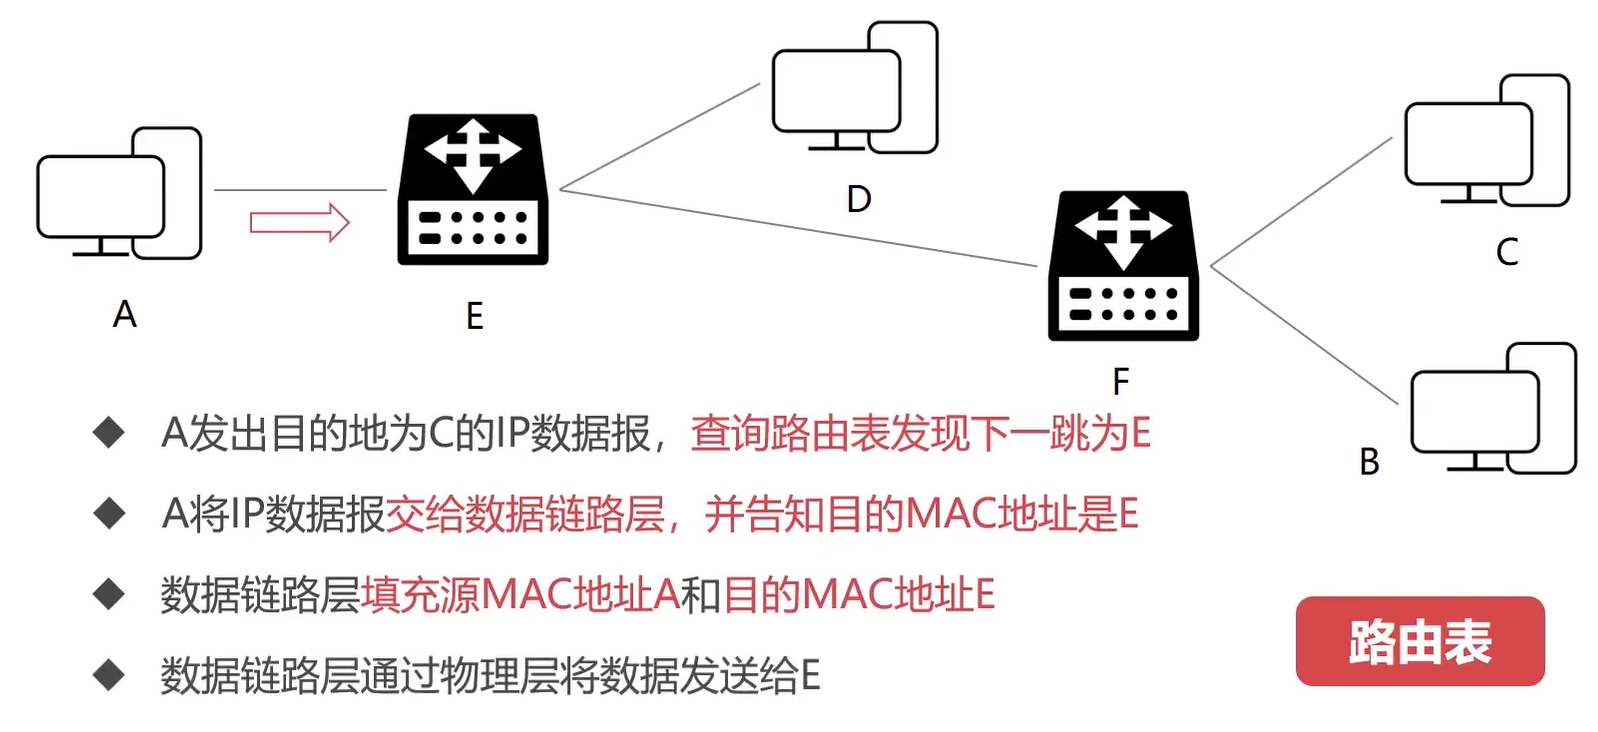 D
C
A
E
F
B
A发出目的地为C的IP数据报，查询路由表发现下一跳为E
A将IP数据报交给数据链路层，并告知目的MAC地址是E
数据链路层填充源MAC地址A和目的MAC地址E
数据链路层通过物理层将数据发送给E
路由表